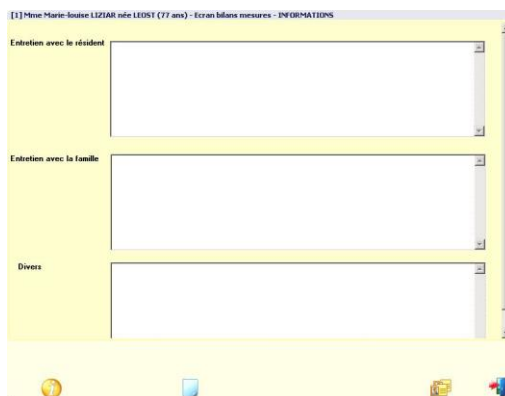 [1] Mme Marie-louise LIZIAR née LEOST (77 ans) - Ecran bilans mesures - INFORMATIONS
Entretien avec le résident
Entretien avec la famille
Divers